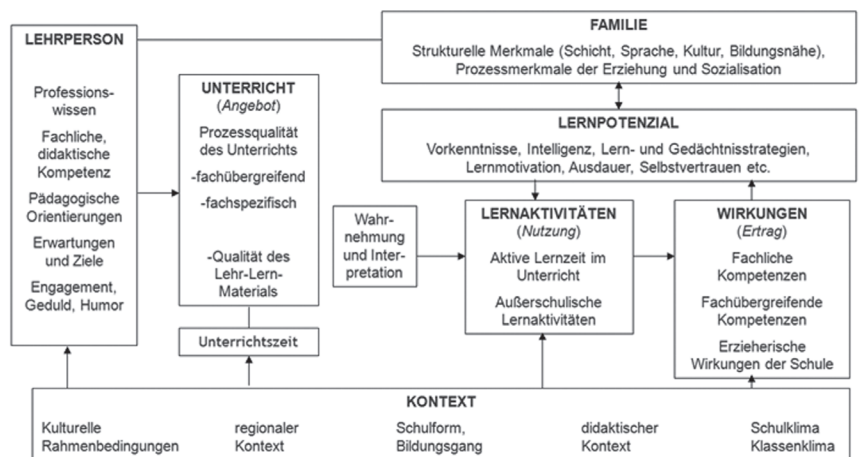 LEHRPERSON
Professions-
wissen
Fachliche,
didaktische
Kompetenz
Pädagogische
Orientierungen
Erwartungen
und Ziele
Engagement,
Geduld, Humor
UNTERRICHT
(Angebot)
Prozessqualität
des Unterrichts
-fachübergreifend
-fachspezifisch
-Qualität des
Lehr-Lern-
Materials
Unterrichtszeit
FAMILIE
Strukturelle Merkmale (Schicht, Sprache, Kultur, Bildungsnähe),
Prozessmerkmale der Erziehung und Sozialisation
LERNPOTENZIAL
Vorkenntnisse, Intelligenz, Lern- und Gedächtnisstrategien,
Lernmotivation, Ausdauer, Selbstvertrauen etc.
Wahr-
nehmung
und Inter-
pretation
LERNAKTIVITÄTEN
(Nutzung)
Aktive Lernzeit im
Unterricht
Außerschulische
Lernaktivitäten
WIRKUNGEN
(Ertrag)
Fachliche
Kompetenzen
Fachübergreifende
Kompetenzen
Erzieherische
Wirkungen der Schule
KONTEXT
Kulturelle
Rahmenbedingungen
regionaler
Kontext
Schulform,
Bildungsgang
didaktischer
Kontext
Schulklima
Klassenklima